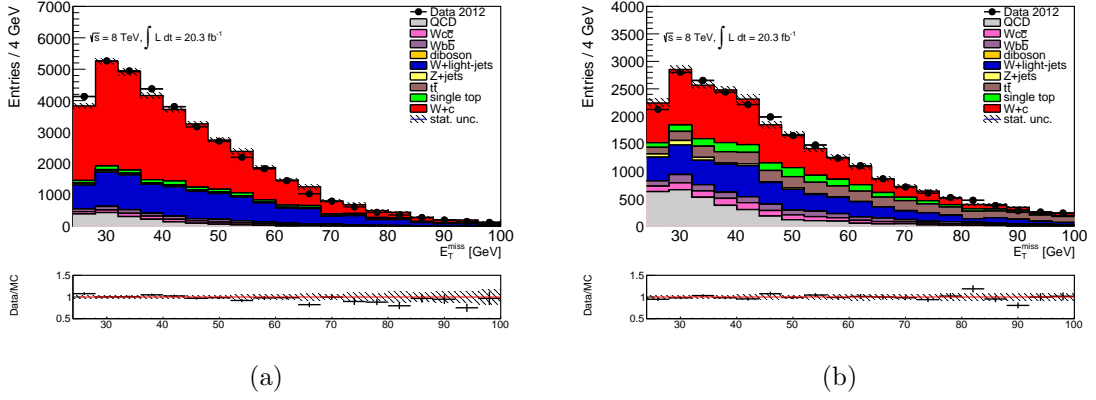 Entries / 4 GeV
7000
6000
5000
4000
3000
2000
1000
0
√s = 8 TeV, ∫ L dt = 20.3 fb⁻¹
Data 2012
QCD
Wcc̅
Wbb̅
diboson
W+light-jets
Z+jets
tt̅
single top
W+c
stat. unc.
30 40 50 60 70 80 90 100
E_T^miss [GeV]
Data/MC
1.5
1
0.5
30 40 50 60 70 80 90 100
(a)
Entries / 4 GeV
4000
3500
3000
2500
2000
1500
1000
500
0
√s = 8 TeV, ∫ L dt = 20.3 fb⁻¹
Data 2012
QCD
Wcc̅
Wbb̅
diboson
W+light-jets
Z+jets
tt̅
single top
W+c
stat. unc.
30 40 50 60 70 80 90 100
E_T^miss [GeV]
Data/MC
1.5
1
0.5
30 40 50 60 70 80 90 100
(b)